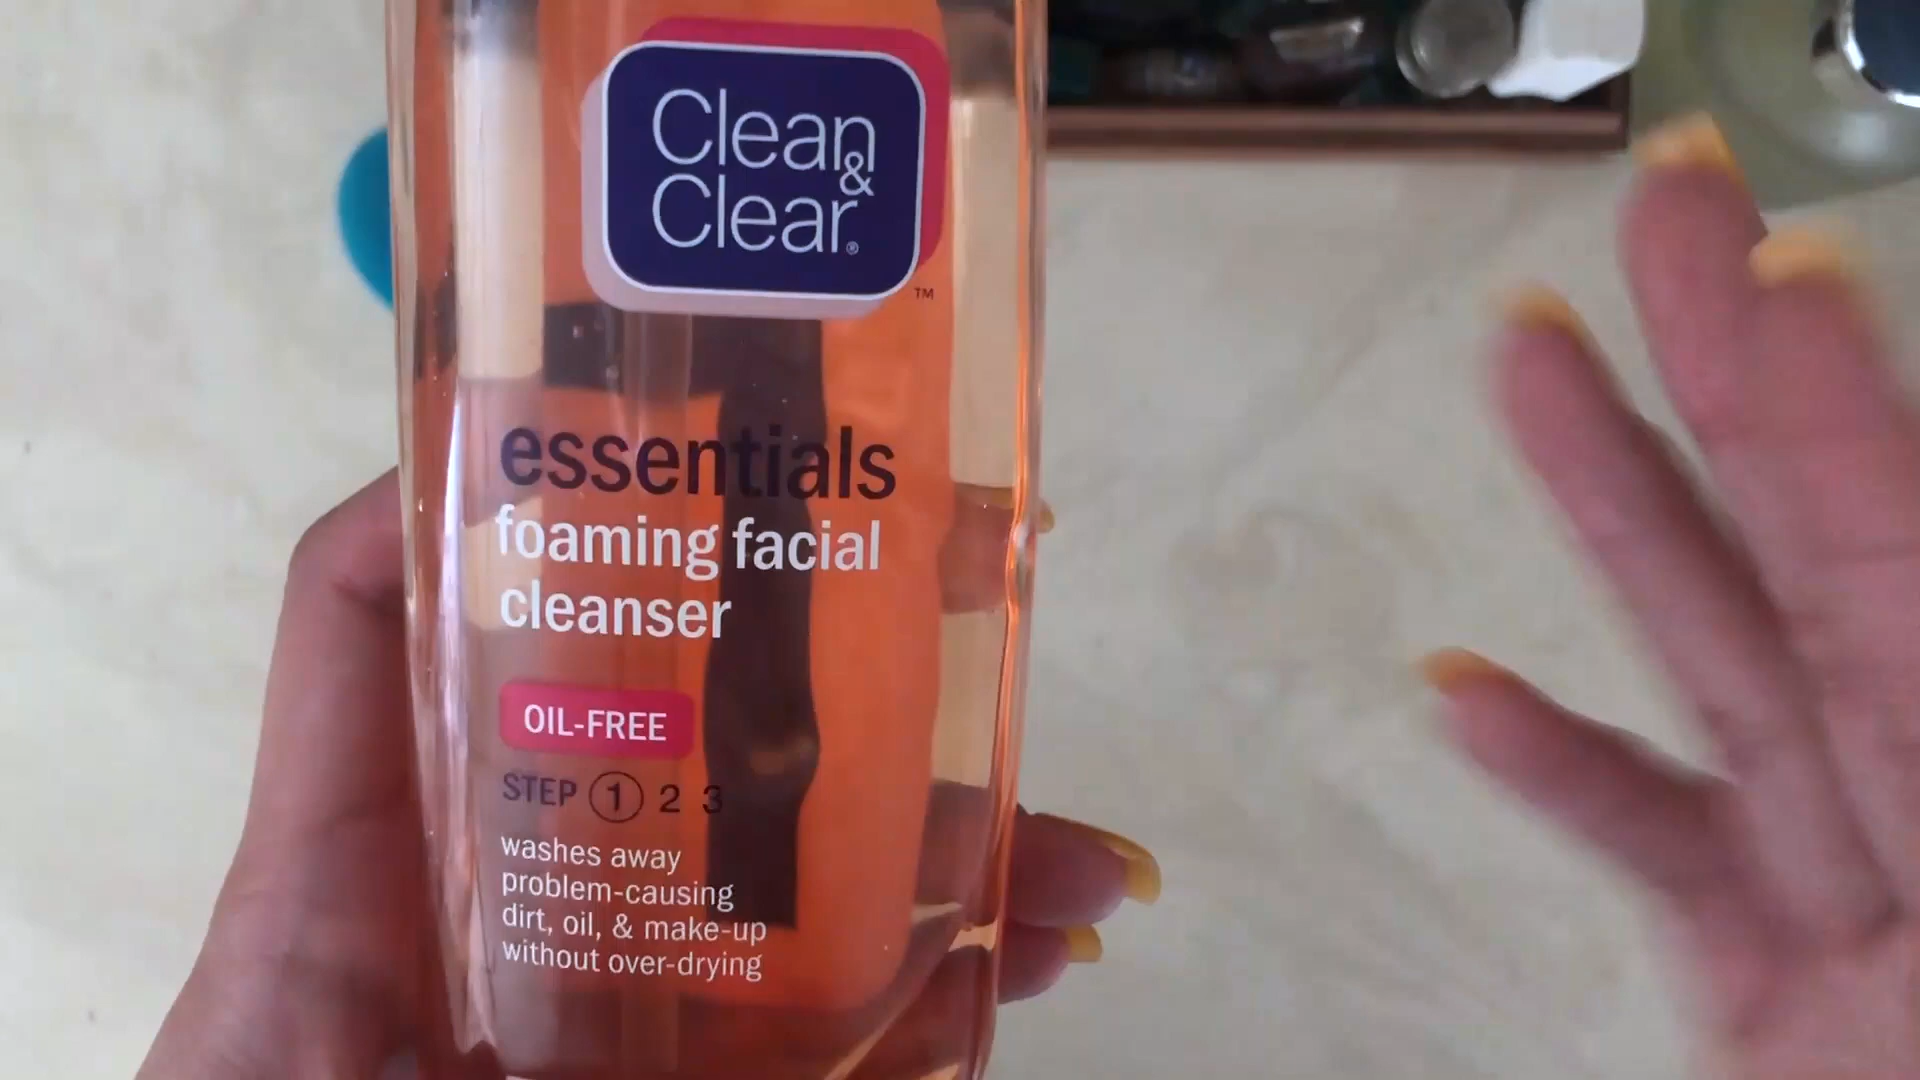 Clean
&
Clear®
™
essentials
foaming facial
cleanser
OIL-FREE
STEP 1 2 3
washes away
problem-causing
dirt, oil, & make-up
without over-drying